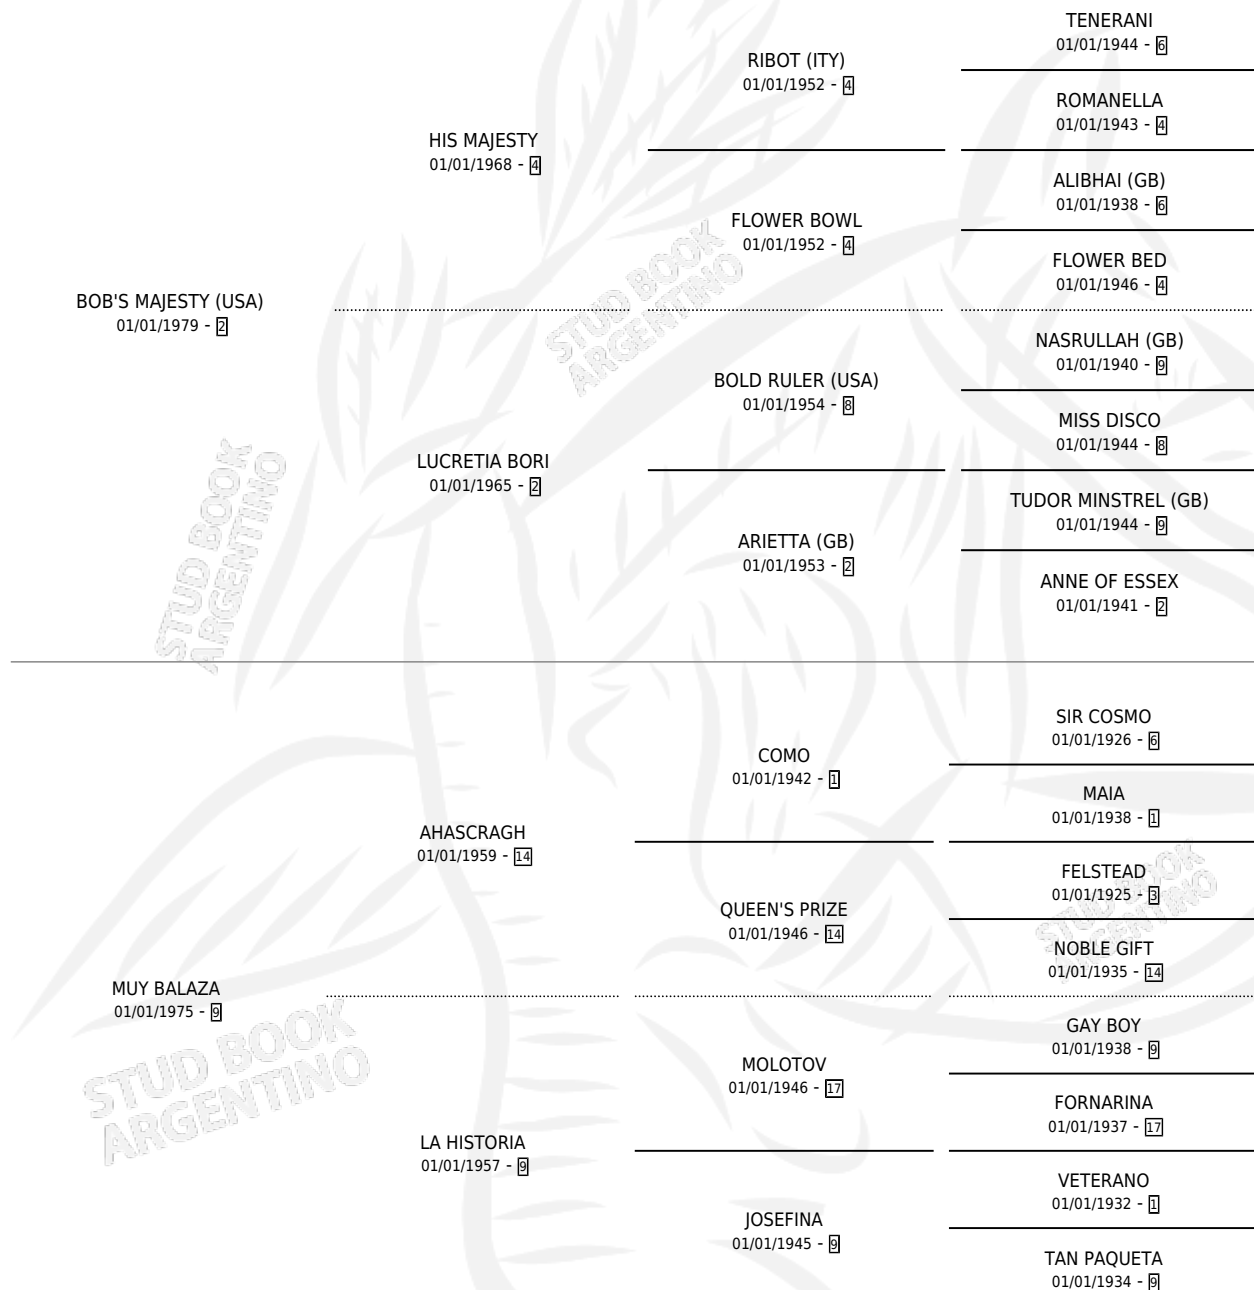 TENERANI
01/01/1944 - 6
RIBOT (ITY)
01/01/1952 - 4
ROMANELLA
01/01/1943 - 4
HIS MAJESTY
01/01/1968 - 4
ALIBHAI (GB)
01/01/1938 - 6
FLOWER BOWL
01/01/1952 - 4
FLOWER BED
01/01/1946 - 4
BOB'S MAJESTY (USA)
01/01/1979 - 2
NASRULLAH (GB)
01/01/1940 - 9
BOLD RULER (USA)
01/01/1954 - 8
MISS DISCO
01/01/1944 - 8
LUCRETIA BORI
01/01/1965 - 2
TUDOR MINSTREL (GB)
01/01/1944 - 9
ARIETTA (GB)
01/01/1953 - 2
ANNE OF ESSEX
01/01/1941 - 2
SIR COSMO
01/01/1926 - 6
COMO
01/01/1942 - 1
MAIA
01/01/1938 - 1
AHASCRAGH
01/01/1959 - 14
FELSTEAD
01/01/1925 - 3
QUEEN'S PRIZE
01/01/1946 - 14
NOBLE GIFT
01/01/1935 - 14
MUY BALAZA
01/01/1975 - 9
GAY BOY
01/01/1938 - 9
MOLOTOV
01/01/1946 - 17
FORNARINA
01/01/1937 - 17
LA HISTORIA
01/01/1957 - 9
VETERANO
01/01/1932 - 1
JOSEFINA
01/01/1945 - 9
TAN PAQUETA
01/01/1934 - 9
STUD BOOK
ARGENTINO
STUD BOOK
ARGENTINO
STUD BOOK
ARGENTINO
STUD BOOK
ARGENTINO